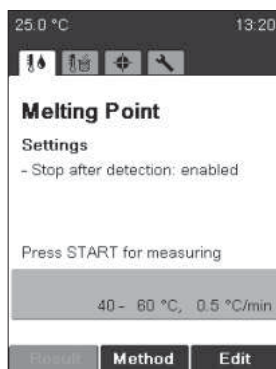 25.0 °C 13:20
Melting Point
Settings
- Stop after detection: enabled
Press START for measuring
40 - 60 °C, 0.5 °C/min
Result Method Edit